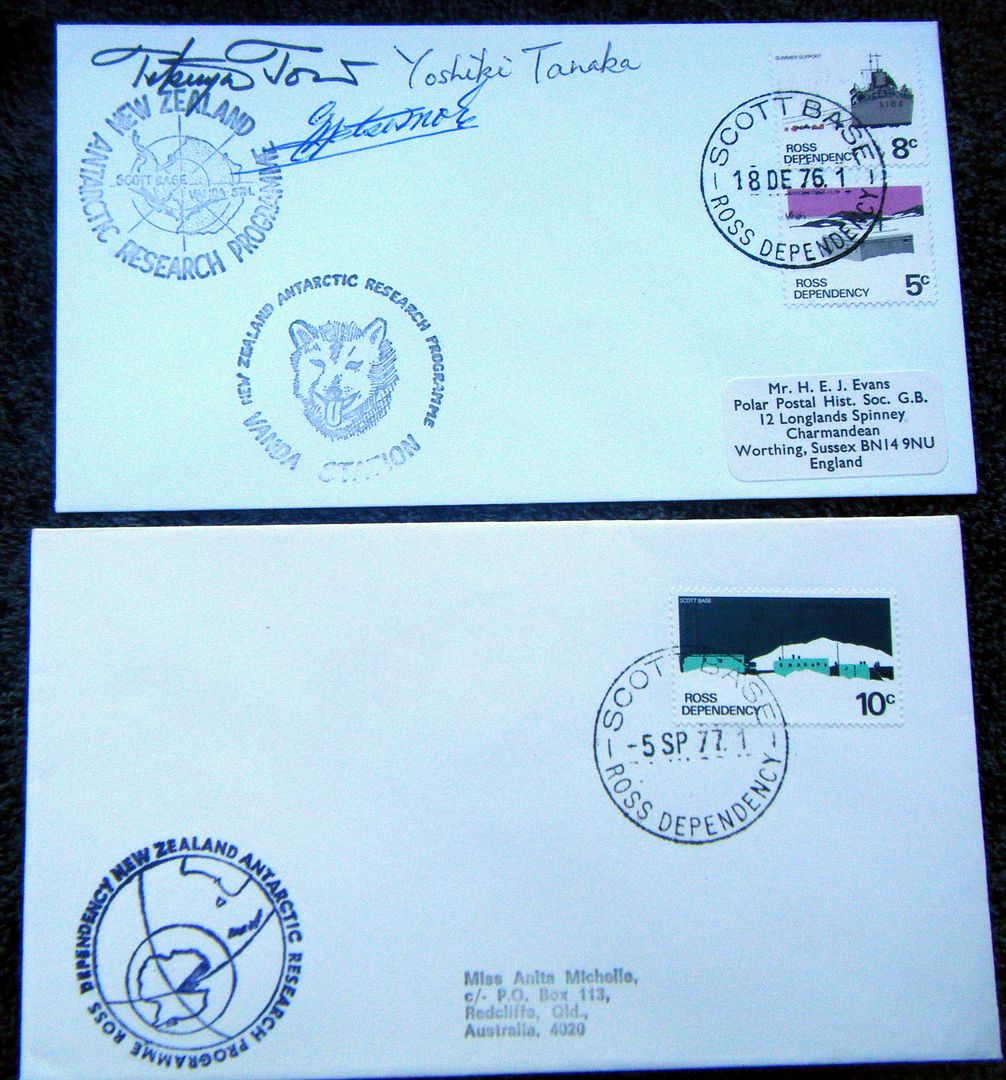 Yoshiki Tanaka
NEW ZEALAND
ANTARCTIC RESEARCH PROGRAMME
SCOTT BASE
VANDA STN.
NEW ZEALAND ANTARCTIC RESEARCH PROGRAMME
VANDA STATION
SUMMER SUPPORT
A184
ROSS
DEPENDENCY 8c
SCOTT BASE
18 DE 76.1
ROSS DEPENDENCY
ROSS
DEPENDENCY 5c
Mr. H. E. J. Evans
Polar Postal Hist. Soc. G.B.
12 Longlands Spinney
Charmandean
Worthing, Sussex BN14 9NU
England
SCOTT BASE
ROSS
DEPENDENCY 10c
SCOTT BASE
-5 SP 77.1
ROSS DEPENDENCY
NEW ZEALAND ANTARCTIC RESEARCH PROGRAMME ROSS DEPENDENCY
Miss Anita Michelle,
c/- P.O. Box 113,
Redcliffe, Qld.,
Australia, 4020